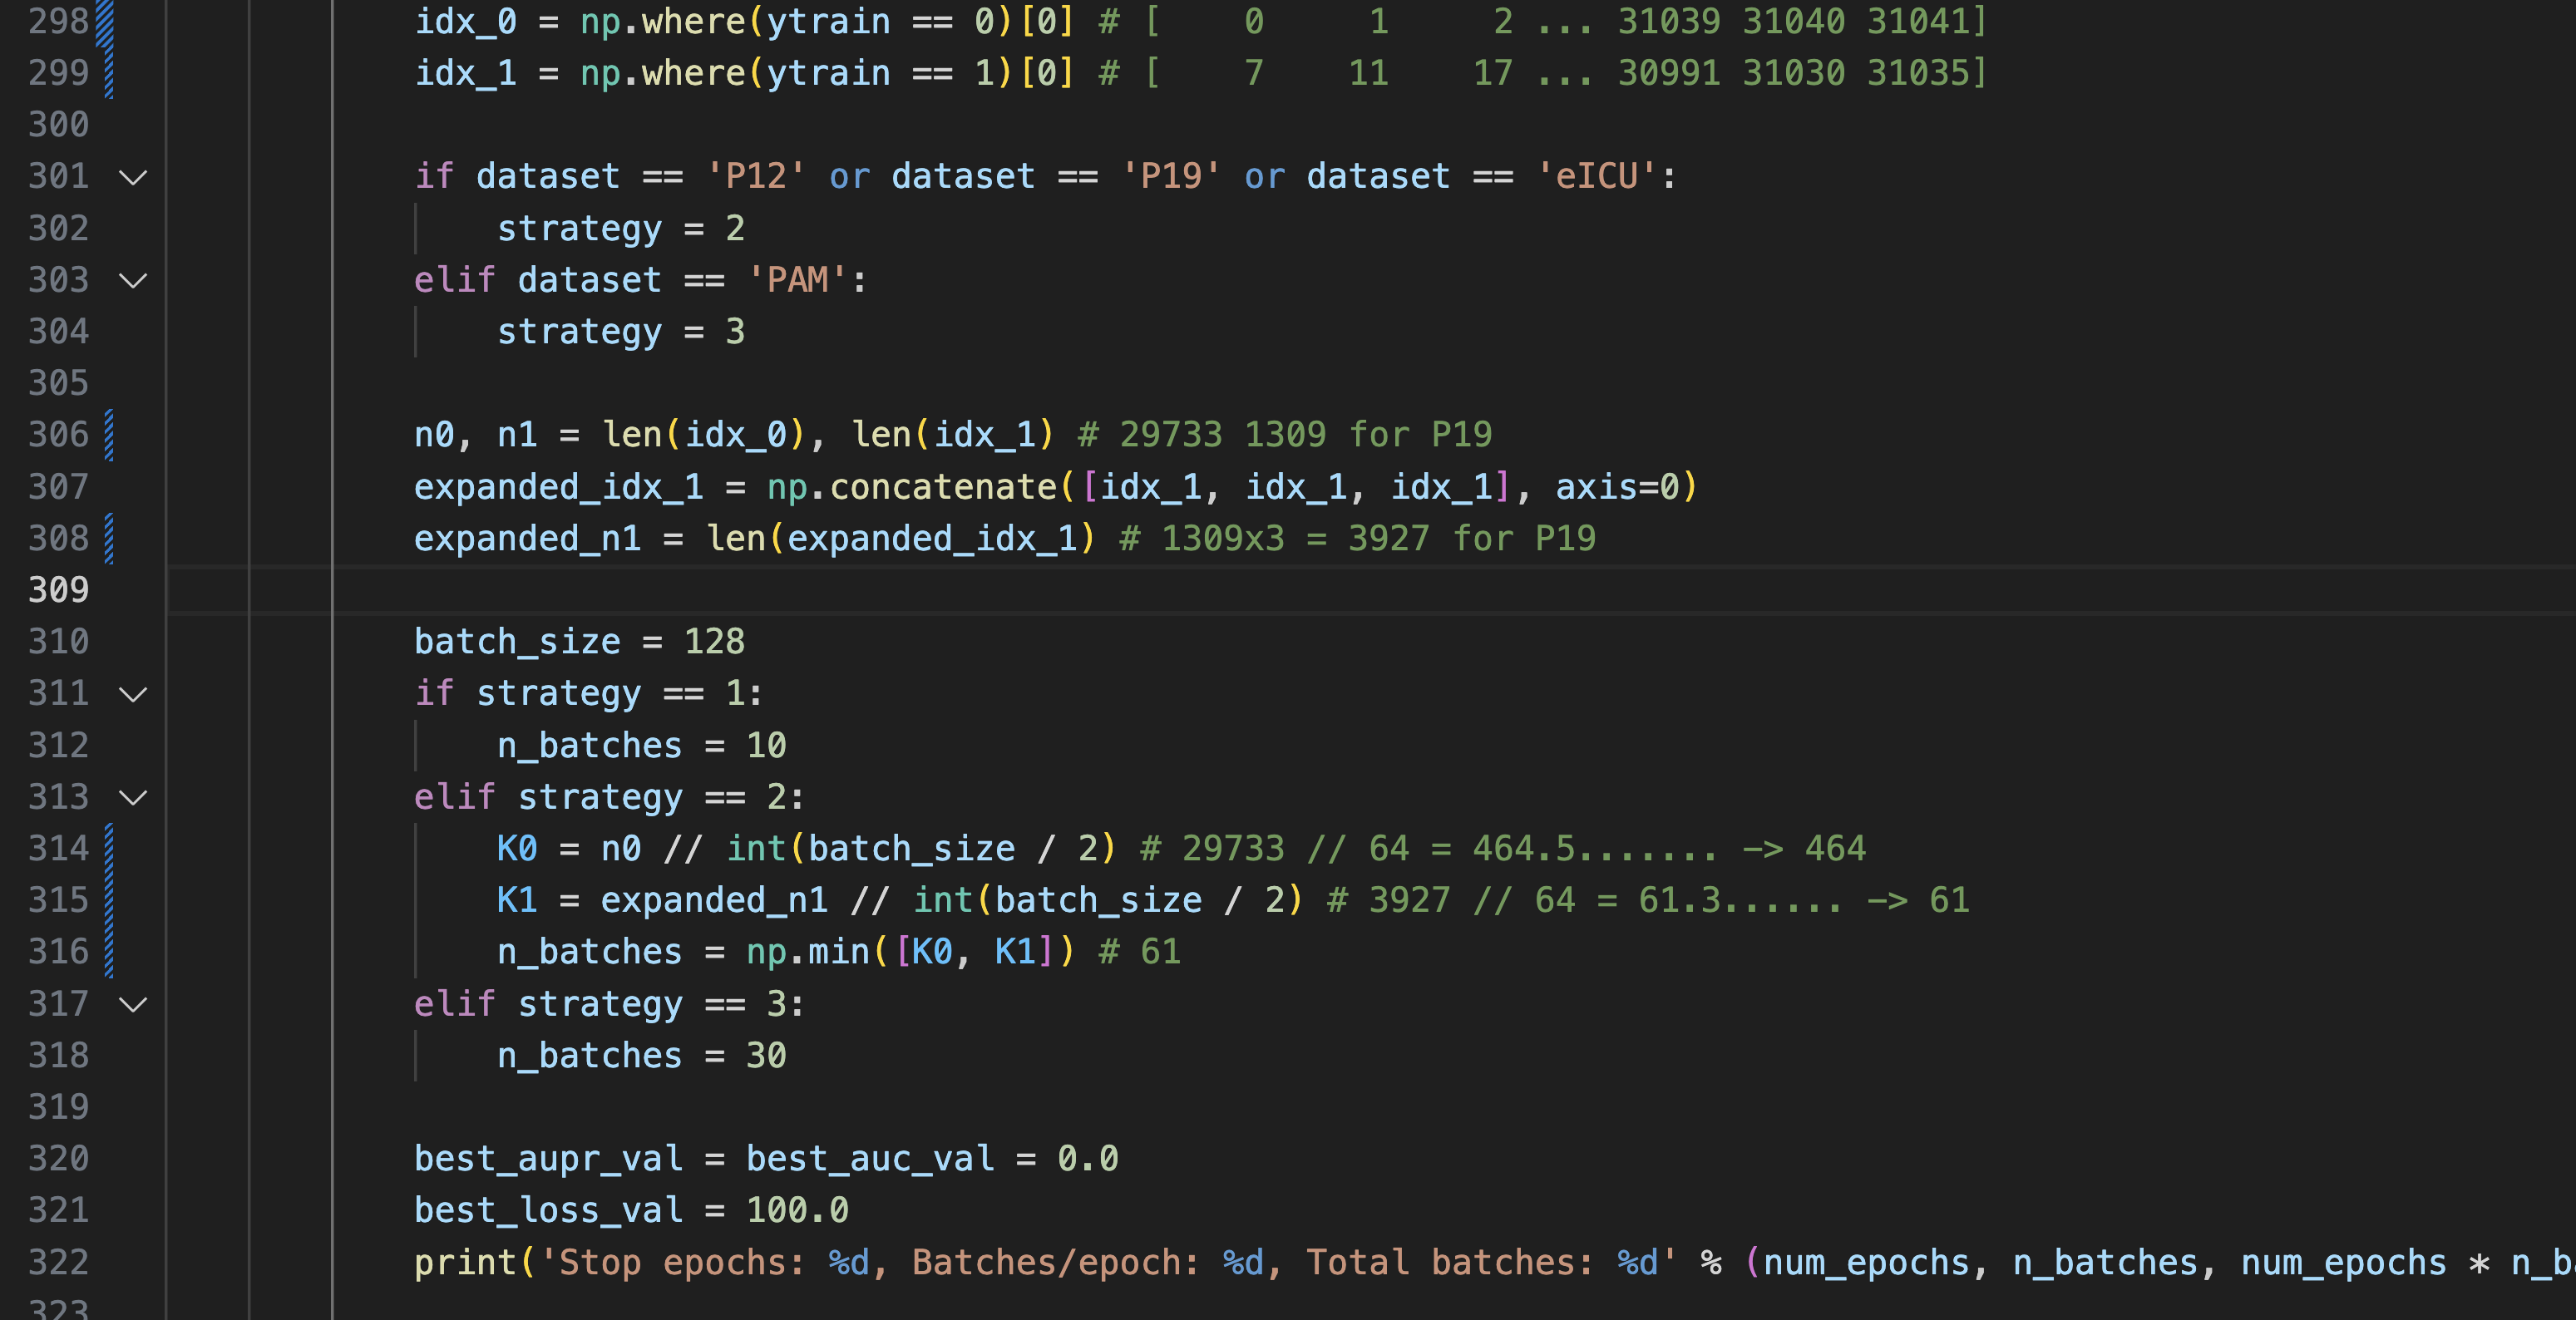 298 idx_0 = np.where(ytrain == 0)[0] # [    0     1     2 ... 31039 31040 31041]
299 idx_1 = np.where(ytrain == 1)[0] # [    7    11    17 ... 30991 31030 31035]
300
301 if dataset == 'P12' or dataset == 'P19' or dataset == 'eICU':
302     strategy = 2
303 elif dataset == 'PAM':
304     strategy = 3
305
306 n0, n1 = len(idx_0), len(idx_1) # 29733 1309 for P19
307 expanded_idx_1 = np.concatenate([idx_1, idx_1, idx_1], axis=0)
308 expanded_n1 = len(expanded_idx_1) # 1309x3 = 3927 for P19
309
310 batch_size = 128
311 if strategy == 1:
312     n_batches = 10
313 elif strategy == 2:
314     K0 = n0 // int(batch_size / 2) # 29733 // 64 = 464.5....... -> 464
315     K1 = expanded_n1 // int(batch_size / 2) # 3927 // 64 = 61.3...... -> 61
316     n_batches = np.min([K0, K1]) # 61
317 elif strategy == 3:
318     n_batches = 30
319
320 best_aupr_val = best_auc_val = 0.0
321 best_loss_val = 100.0
322 print('Stop epochs: %d, Batches/epoch: %d, Total batches: %d' % (num_epochs, n_batches, num_epochs * n_b
323